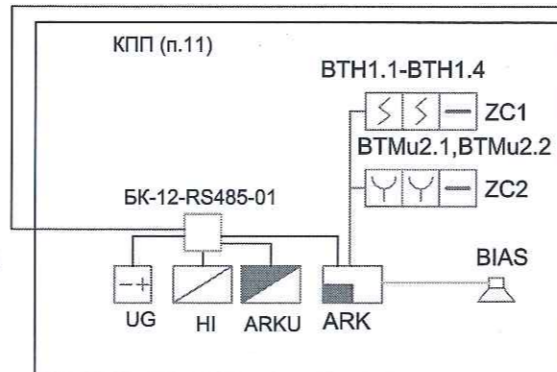 КПП (п.11)
BTH1.1-BTH1.4
ZC1
BTMu2.1,BTMu2.2
ZC2
БК-12-RS485-01
BIAS
-+
UG
HI
ARKU
ARK